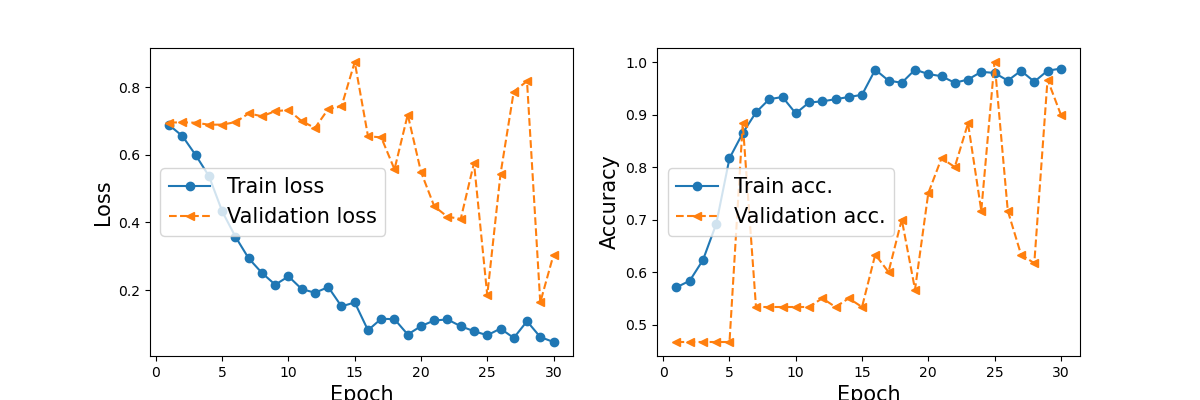 0.8
0.6
0.4
0.2
Loss
Train loss
Validation loss
0 5 10 15 20 25 30
Epoch
1.0
0.9
0.8
0.7
0.6
0.5
Accuracy
Train acc.
Validation acc.
0 5 10 15 20 25 30
Epoch